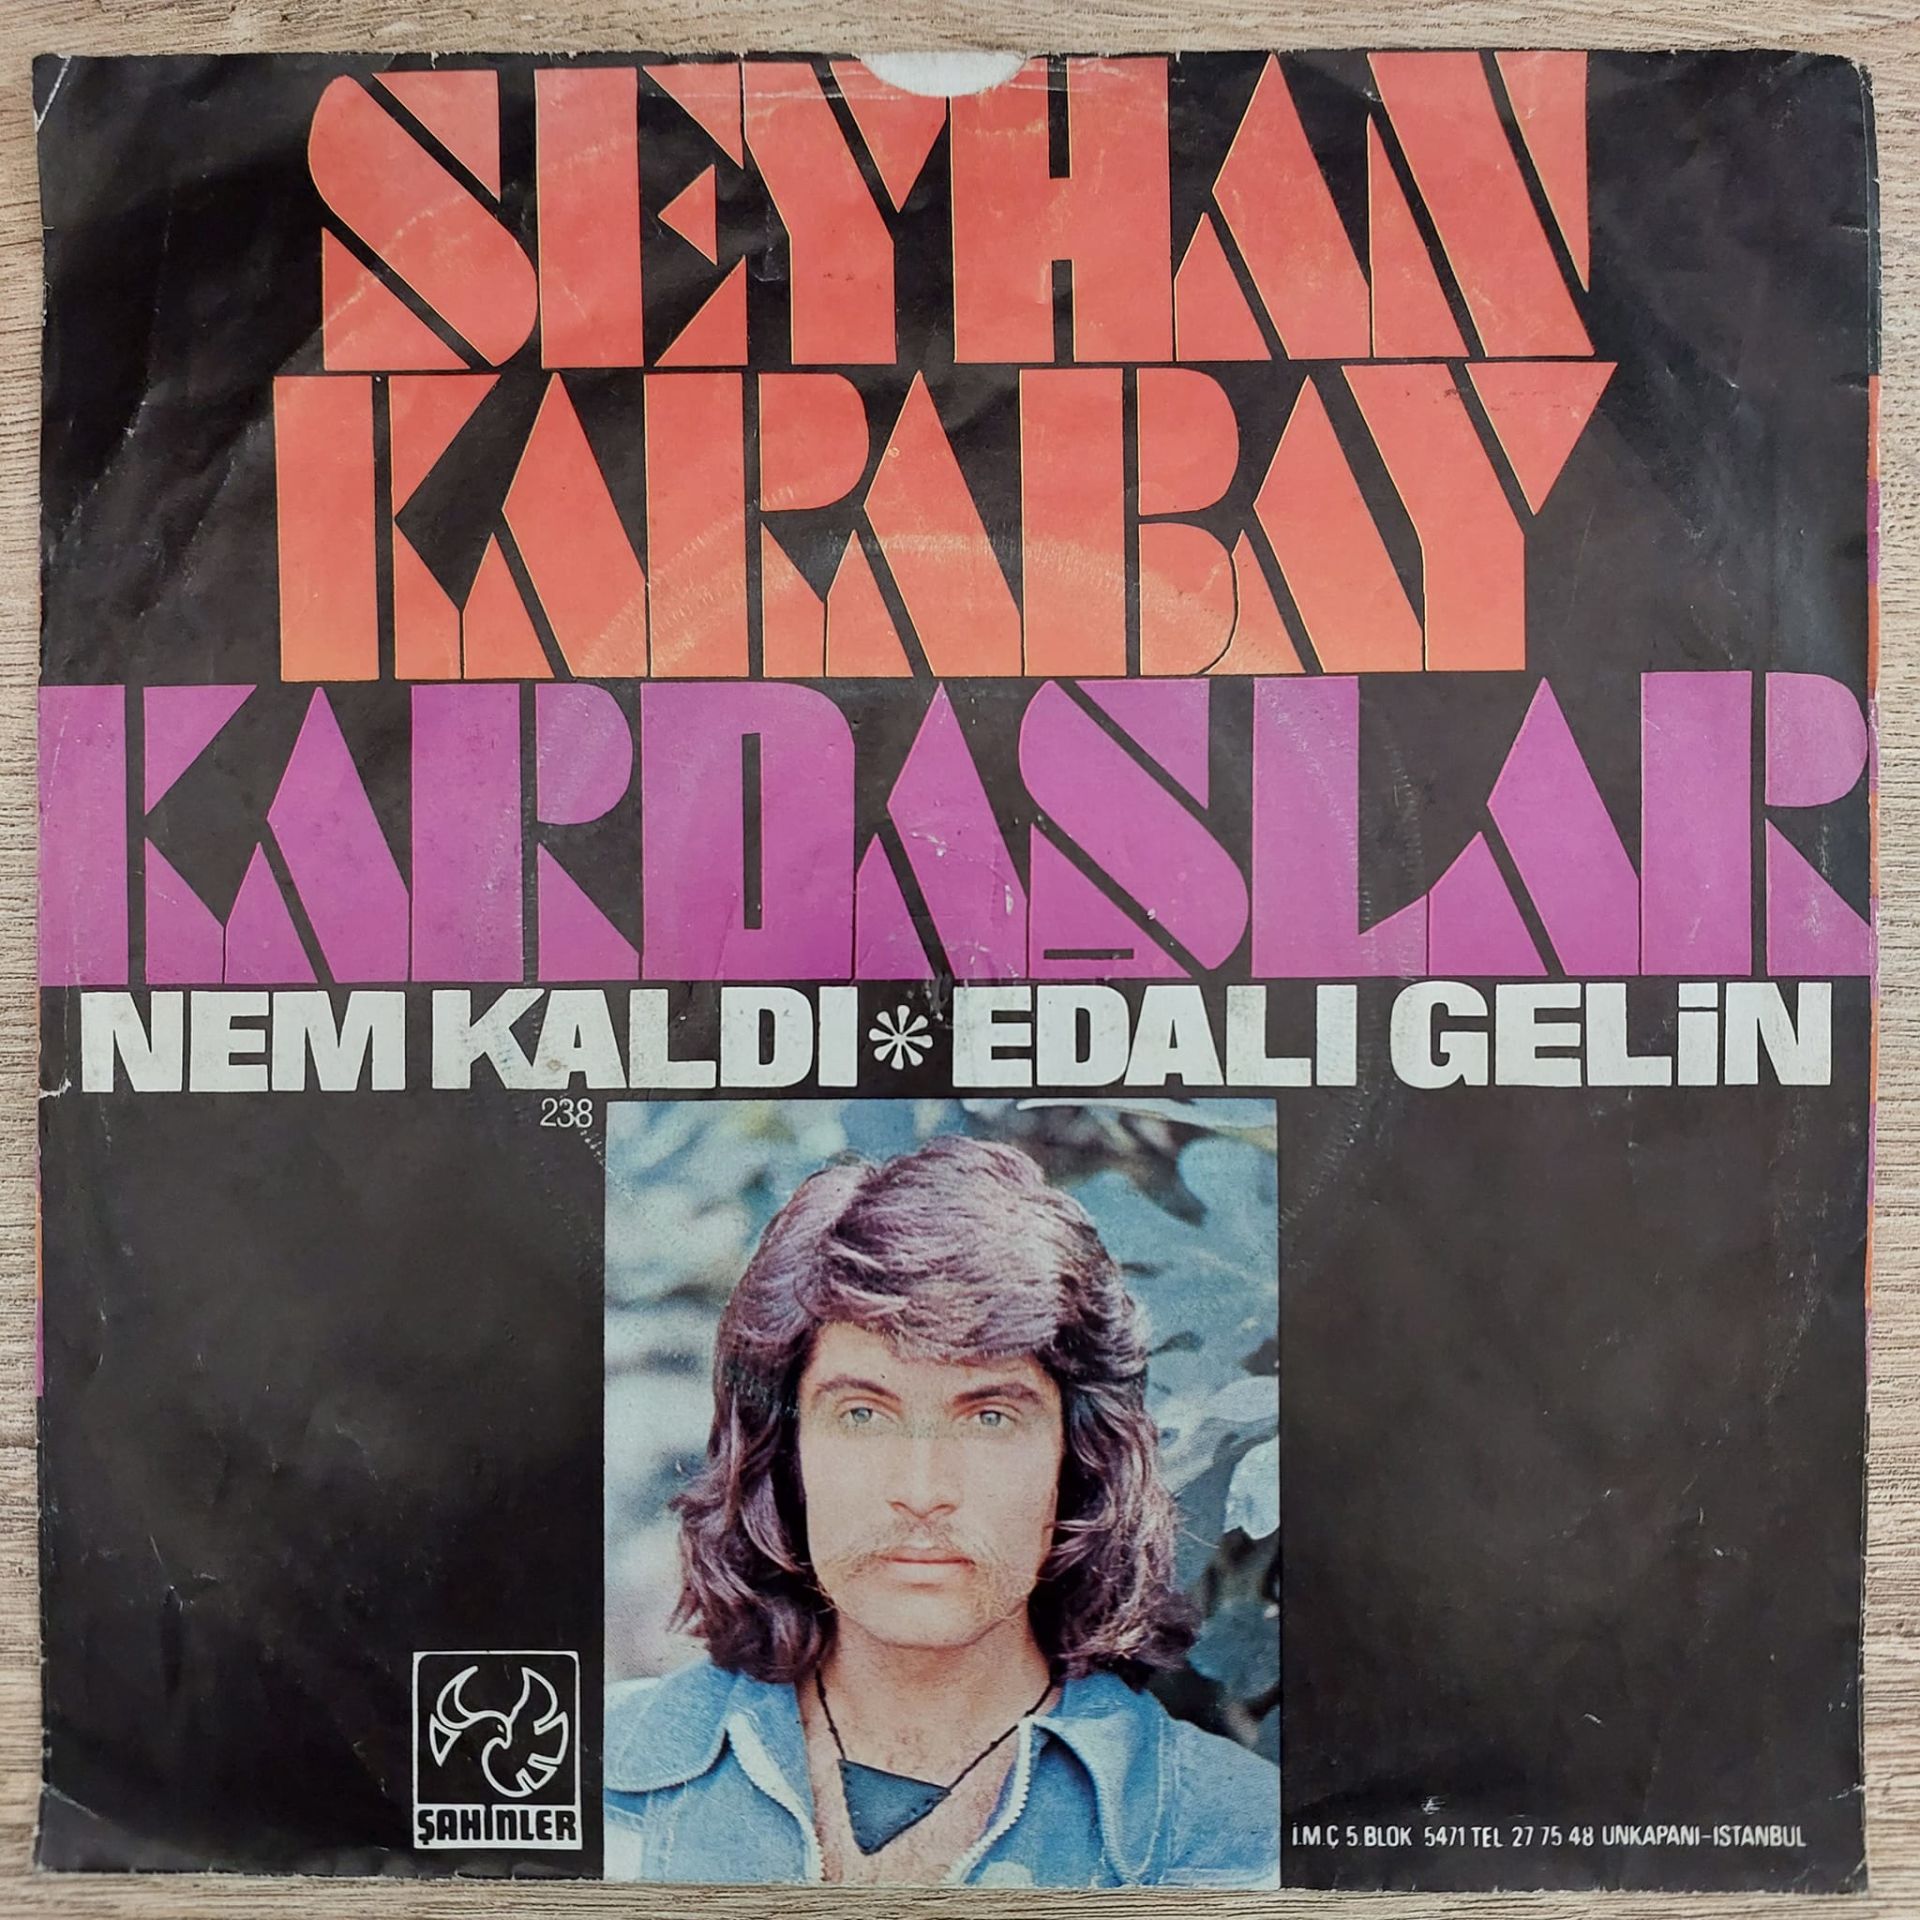 SEYHAN
KARABAY
KARDAŞLAR
NEM KALDI * EDALI GELİN
238
ŞAHİNLER
İ.M.Ç 5.BLOK 5471 TEL 27 75 48 UNKAPANI-ISTANBUL